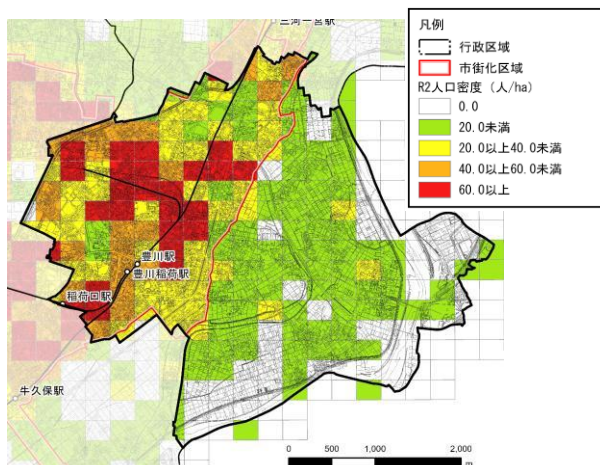 三河一宮駅
凡例
行政区域
市街化区域
R2人口密度 (人/ha)
0.0
20.0未満
20.0以上40.0未満
40.0以上60.0未満
60.0以上
豊川駅
豊川稲荷駅
稲荷口駅
牛久保駅
0 500 1,000 2,000
m